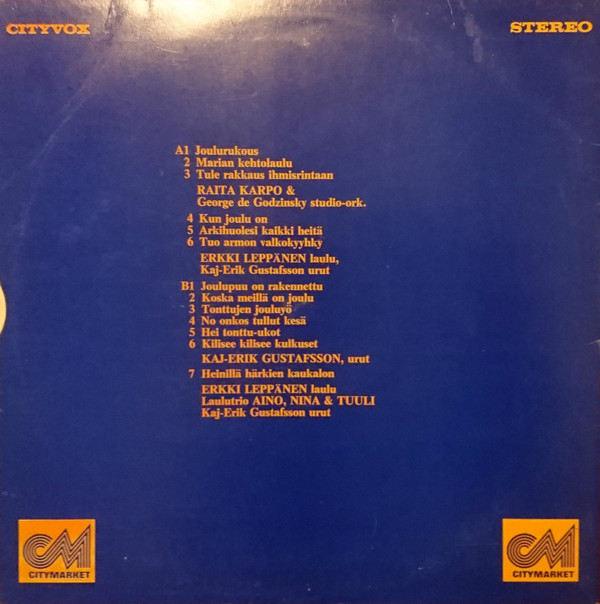 CITYVOX
STEREO
A1 Joulurukous
2 Marian kehtolaulu
3 Tule rakkaus ihmisrintaan
RAITA KARPO &
George de Godzinsky studio-ork.
4 Kun joulu on
5 Arkihuolesi kaikki heitä
6 Tuo armon valkokyyhky
ERKKI LEPPÄNEN laulu,
Kaj-Erik Gustafsson urut
B1 Joulupuu on rakennettu
2 Koska meillä on joulu
3 Tonttujen jouluyö
4 No onkos tullut kesä
5 Hei tonttu-ukot
6 Kilisee kilisee kulkuset
KAJ-ERIK GUSTAFSSON, urut
7 Heinillä härkien kaukalon
ERKKI LEPPÄNEN laulu
Laulutrio AINO, NINA & TUULI
Kaj-Erik Gustafsson urut
CM
CITYMARKET
CM
CITYMARKET